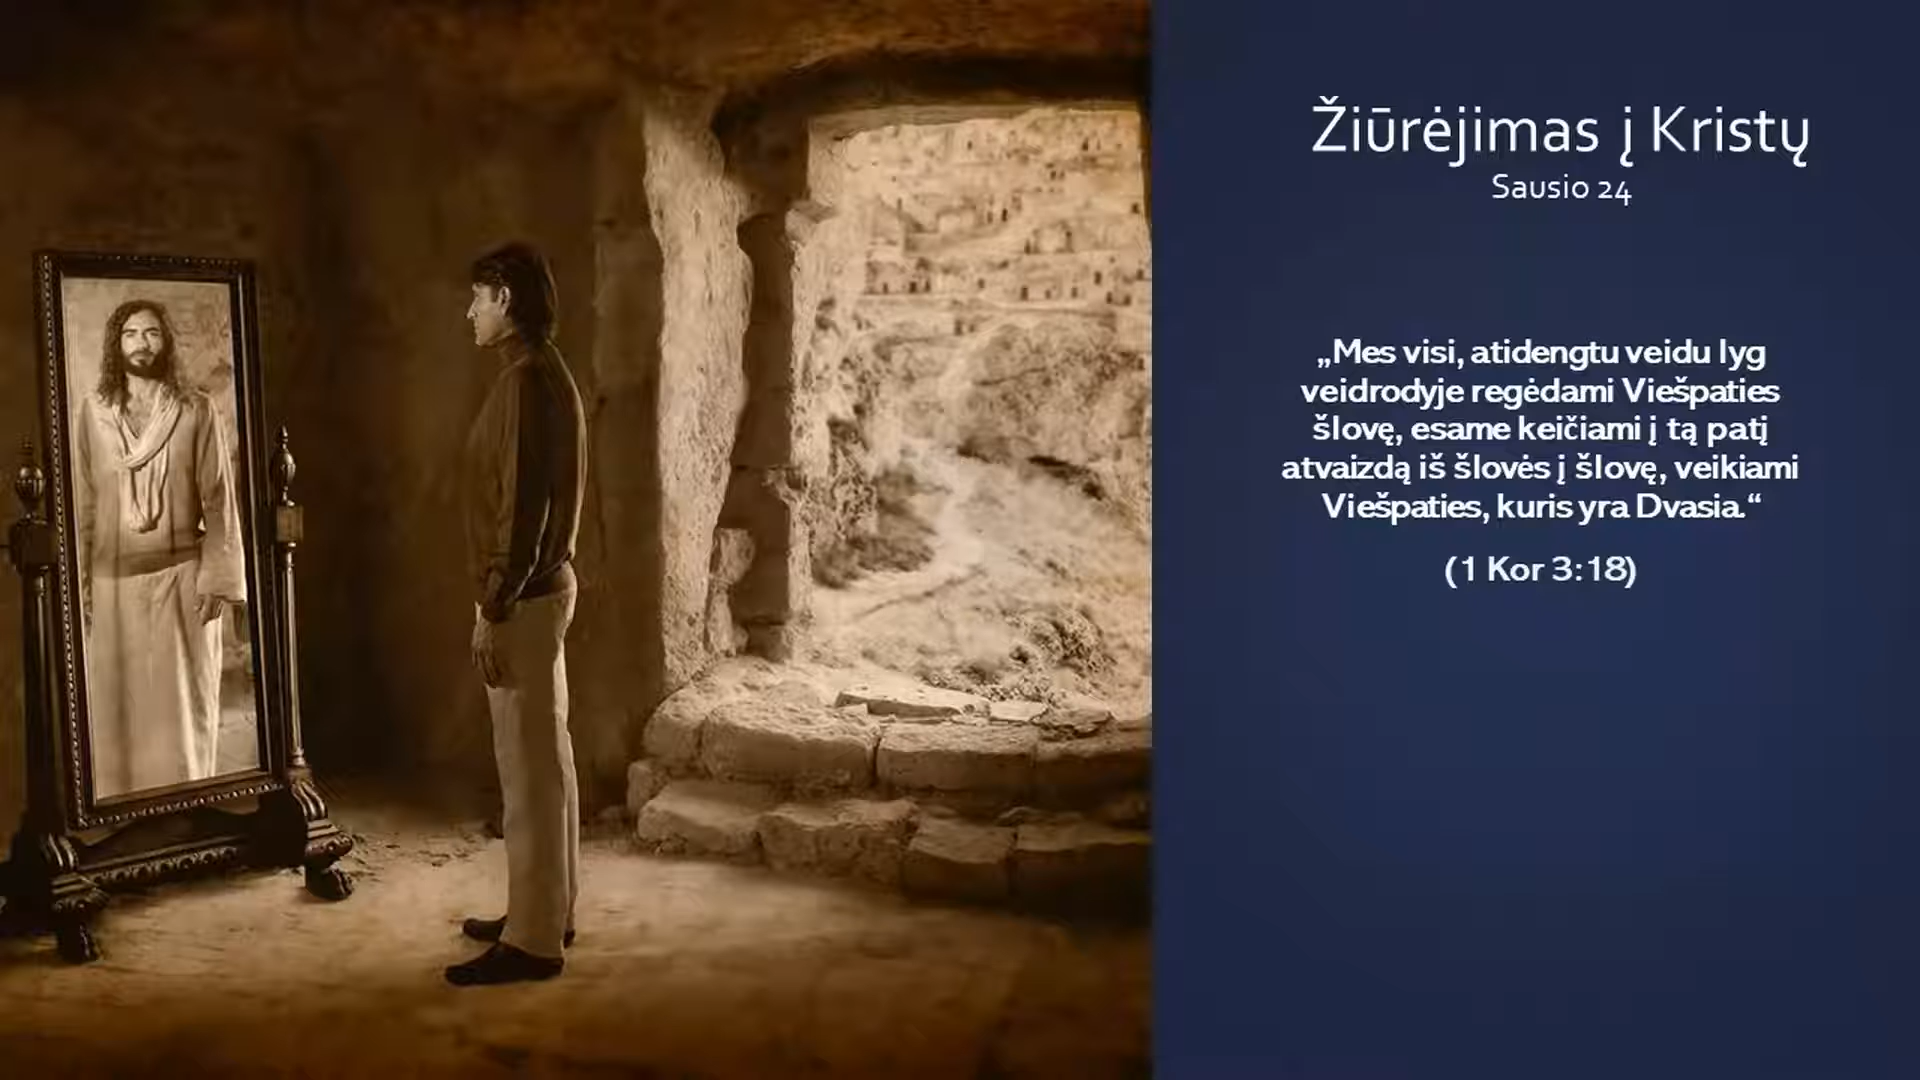 Žiūrėjimas į Kristų
Sausio 24
„Mes visi, atidengtu veidu lyg
veidrodyje regėdami Viešpaties
šlovę, esame keičiami į tą patį
atvaizdą iš šlovės į šlovę, veikiami
Viešpaties, kuris yra Dvasia.“
(1 Kor 3:18)